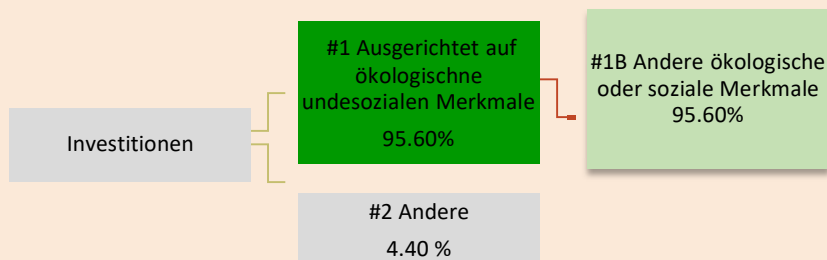 Investitionen
#1 Ausgerichtet auf
ökologischne
undesozialen Merkmale
95.60%
#1B Andere ökologische
oder soziale Merkmale
95.60%
#2 Andere
4.40 %